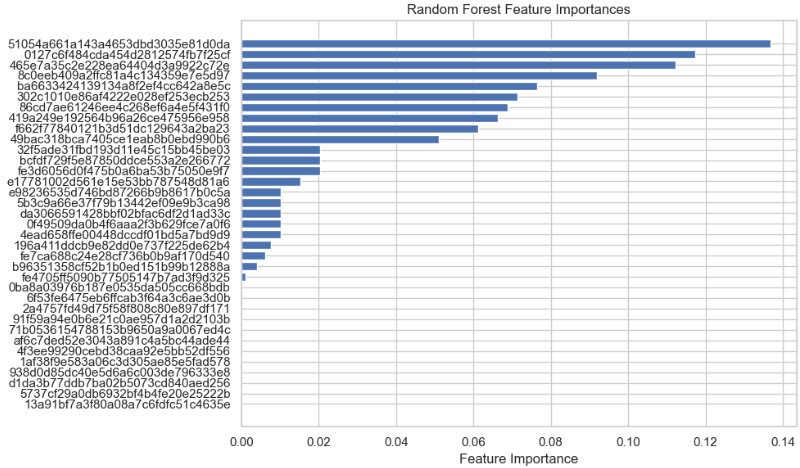 Random Forest Feature Importances
51054a661a143a4653dbd3035e81d0da
0127c6f484cda454d2812574fb7f25cf
465e7a35c2e228ea64404d3a9922c72e
8c0eeb409a2ffc81a4c134359e7e5d97
ba6633424139134a8f2ef4cc642a8e5c
302c1010e86af4222e028ef253ecb253
86cd7ae61246ee4c268ef6a4e5f431f0
419a249e192564b96a26ce475956e958
f662f77840121b3d51dc129643a2ba23
49bac318bca7405ce1eab8b0ebd990b6
32f5ade31fbd193d11e45c15bb45be03
bcfdf729f5e87850ddce553a2e266772
fe3d6056d0f475b0a6ba53b75050e9f7
e17781002d561e15e53bb787548d81a6
e98236535d746bd87266b9b8617b0c5a
5b3c9a66e37f79b13442ef09e9b3ca98
da3066591428bbf02bfac6df2d1ad33c
0f49509da0b4f6aaa2f3b629fce7a0f6
4ead658ffe00448dccdf01bd5a7bd9d9
196a411ddcb9e82dd0e737f225de62b4
fe7ca688c24e28cf736b0b9af170d540
b96351358cf52b1b0ed151b99b12888a
fe4705ff5090b77505147b7ad3f9d325
0ba8a03976b187e0535da505cc668bdb
6f53fe6475eb6ffcab3f64a3c6ae3d0b
2a4757fd49d75f58f808c80e897df171
91f59a94e0b6e21c0ae957d1a2d2103b
71b0536154788153b9650a9a0067ed4c
af6c7ded52e3043a891c4a5bc44ade44
4f3ee99290cebd38caa92e5bb52df556
1af38f9e583a06c3d305ae85e5fad578
938d0d85dc40e5d6a6c003de796333e8
d1da3b77ddb7ba02b5073cd840aed256
5737cf29a0db6932bf4b4fe20e25222b
13a91bf7a3f80a08a7c6fdfc51c4635e
0.00 0.02 0.04 0.06 0.08 0.10 0.12 0.14
Feature Importance